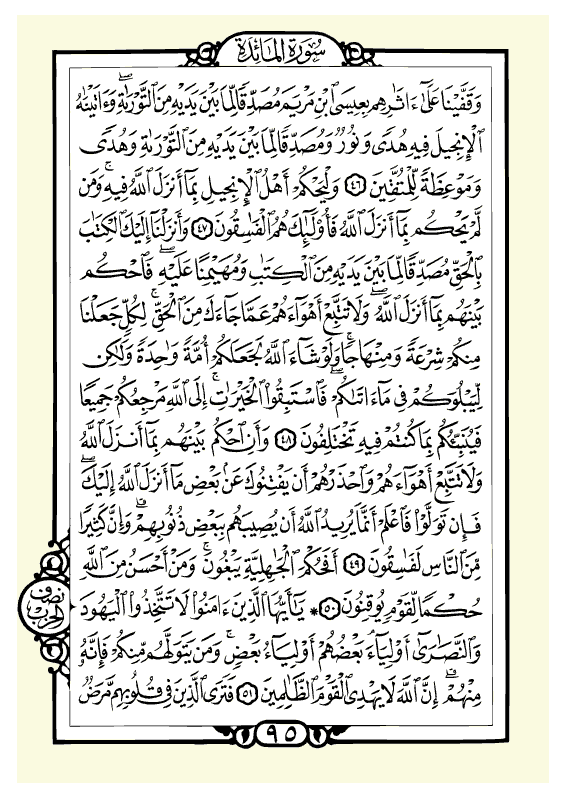 سُورَةُ المَائِدَةِ
وَقَفَّيْنَا عَلَىٰٓ ءَاثَٰرِهِم بِعِيسَى ٱبْنِ مَرْيَمَ مُصَدِّقًا لِّمَا بَيْنَ يَدَيْهِ مِنَ ٱلتَّوْرَىٰةِۖ وَءَاتَيْنَٰهُ
ٱلْإِنجِيلَ فِيهِ هُدًى وَنُورٌ وَمُصَدِّقًا لِّمَا بَيْنَ يَدَيْهِ مِنَ ٱلتَّوْرَىٰةِ وَهُدًى
وَمَوْعِظَةً لِّلْمُتَّقِينَ ٤٦ وَلْيَحْكُمْ أَهْلُ ٱلْإِنجِيلِ بِمَآ أَنزَلَ ٱللَّهُ فِيهِۚ وَمَن
لَّمْ يَحْكُم بِمَآ أَنزَلَ ٱللَّهُ فَأُو۟لَٰٓئِكَ هُمُ ٱلْفَٰسِقُونَ ٤٧ وَأَنزَلْنَآ إِلَيْكَ ٱلْكِتَٰبَ
بِٱلْحَقِّ مُصَدِّقًا لِّمَا بَيْنَ يَدَيْهِ مِنَ ٱلْكِتَٰبِ وَمُهَيْمِنًا عَلَيْهِۖ فَٱحْكُم
بَيْنَهُم بِمَآ أَنزَلَ ٱللَّهُۖ وَلَا تَتَّبِعْ أَهْوَآءَهُمْ عَمَّا جَآءَكَ مِنَ ٱلْحَقِّۚ لِكُلٍّ جَعَلْنَا
مِنكُمْ شِرْعَةً وَمِنْهَاجًاۚ وَلَوْ شَآءَ ٱللَّهُ لَجَعَلَكُمْ أُمَّةً وَٰحِدَةً وَلَٰكِن
لِّيَبْلُوَكُمْ فِى مَآ ءَاتَىٰكُمْۖ فَٱسْتَبِقُوا۟ ٱلْخَيْرَٰتِۚ إِلَى ٱللَّهِ مَرْجِعُكُمْ جَمِيعًا
فَيُنَبِّئُكُم بِمَا كُنتُمْ فِيهِ تَخْتَلِفُونَ ٤٨ وَأَنِ ٱحْكُم بَيْنَهُم بِمَآ أَنزَلَ ٱللَّهُ
وَلَا تَتَّبِعْ أَهْوَآءَهُمْ وَٱحْذَرْهُمْ أَن يَفْتِنُوكَ عَنۢ بَعْضِ مَآ أَنزَلَ ٱللَّهُ إِلَيْكَۖ
فَإِن تَوَلَّوْا۟ فَٱعْلَمْ أَنَّمَا يُرِيدُ ٱللَّهُ أَن يُصِيبَهُم بِبَعْضِ ذُنُوبِهِمْۗ وَإِنَّ كَثِيرًا
مِّنَ ٱلنَّاسِ لَفَٰسِقُونَ ٤٩ أَفَحُكْمَ ٱلْجَٰهِلِيَّةِ يَبْغُونَۚ وَمَنْ أَحْسَنُ مِنَ ٱللَّهِ
حُكْمًا لِّقَوْمٍ يُوقِنُونَ ٥٠ * يَٰٓأَيُّهَا ٱلَّذِينَ ءَامَنُوا۟ لَا تَتَّخِذُوا۟ ٱلْيَهُودَ
وَٱلنَّصَٰرَىٰٓ أَوْلِيَآءَۘ بَعْضُهُمْ أَوْلِيَآءُ بَعْضٍۚ وَمَن يَتَوَلَّهُم مِّنكُمْ فَإِنَّهُۥ
مِنْهُمْۗ إِنَّ ٱللَّهَ لَا يَهْدِى ٱلْقَوْمَ ٱلظَّٰلِمِينَ ٥١ فَتَرَى ٱلَّذِينَ فِى قُلُوبِهِم مَّرَضٌ
نصف
الحزب
٩٥